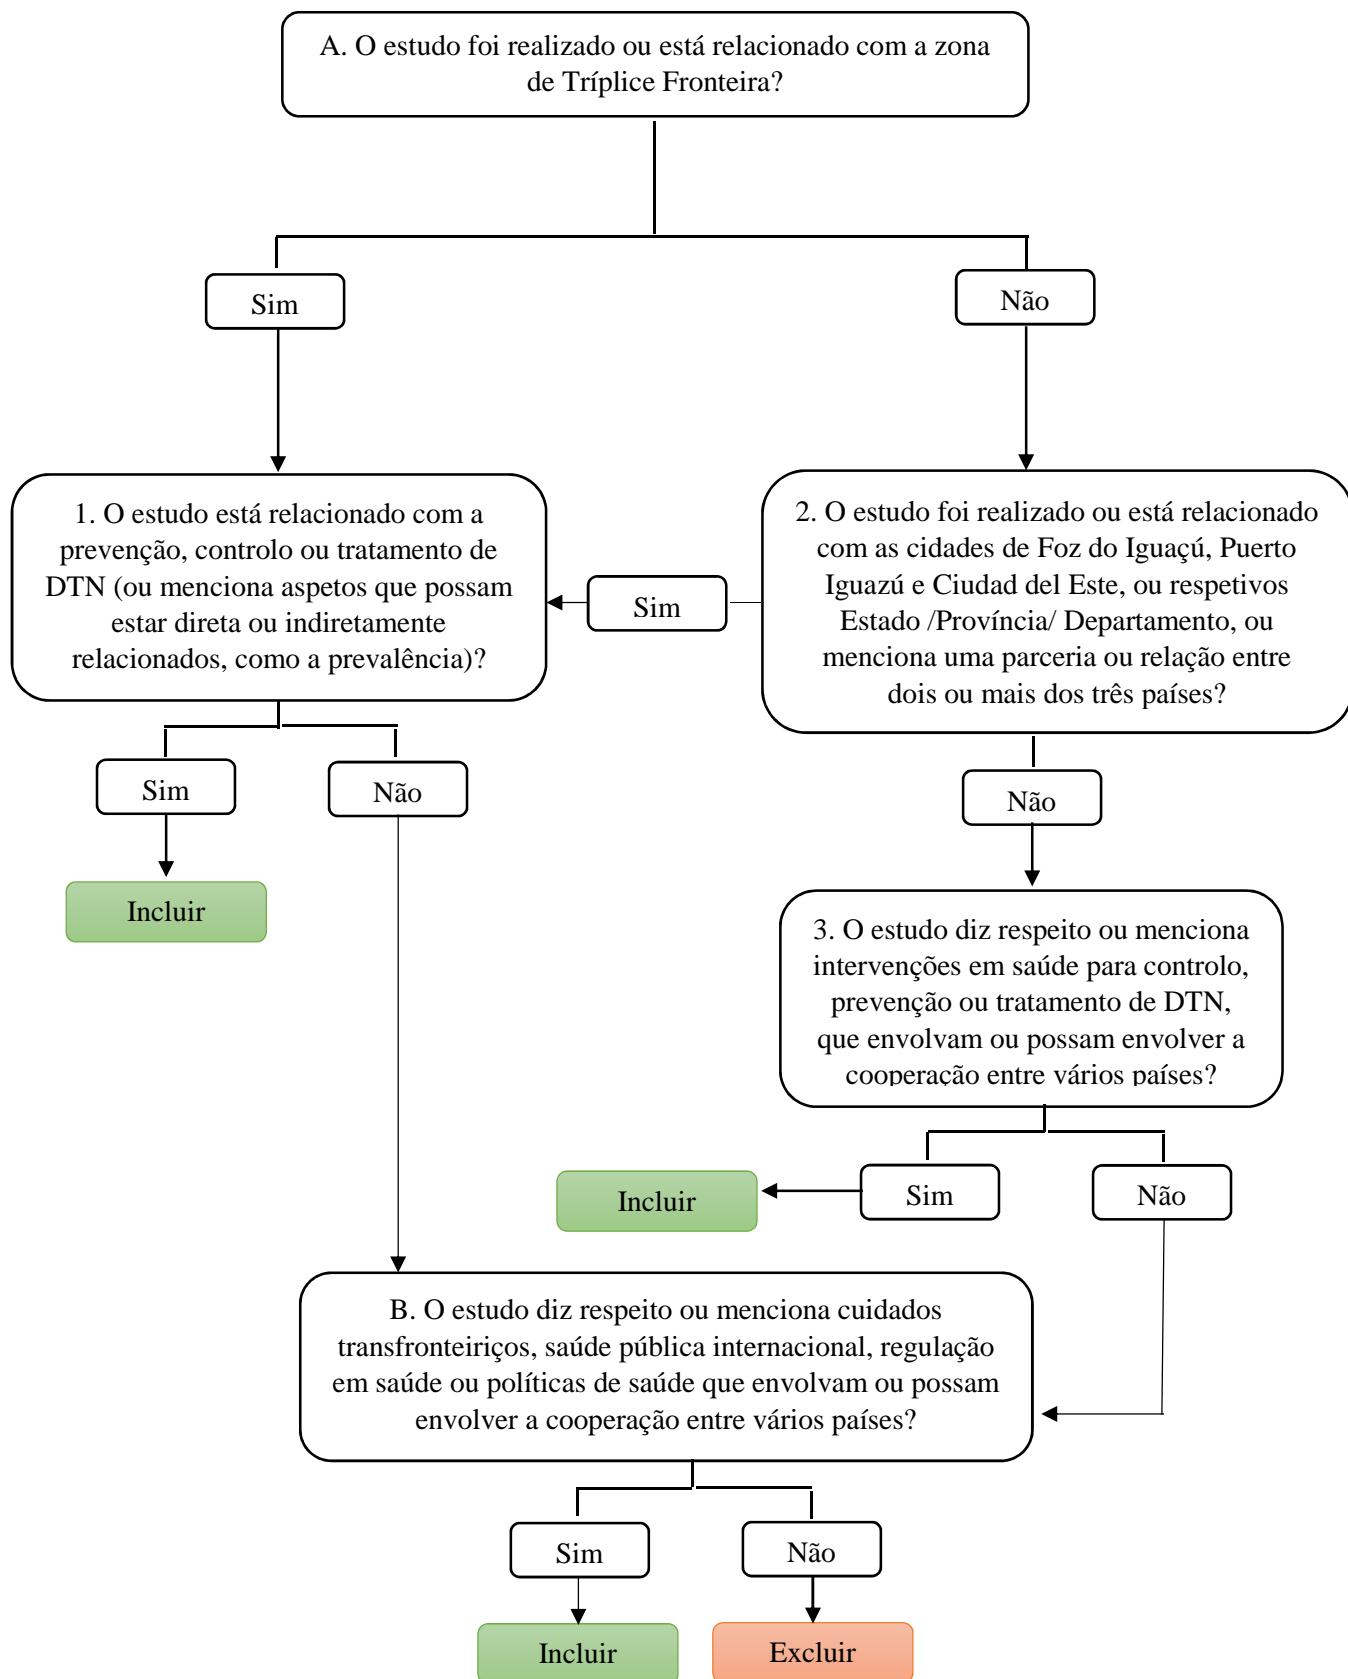 A. O estudo foi realizado ou está relacionado com a zona
de Tríplice Fronteira?
Sim
Não
1. O estudo está relacionado com a
prevenção, controlo ou tratamento de
DTN (ou menciona aspetos que possam
estar direta ou indiretamente
relacionados, como a prevalência)?
2. O estudo foi realizado ou está relacionado
com as cidades de Foz do Iguaçú, Puerto
Iguazú e Ciudad del Este, ou respetivos
Estado /Província/ Departamento, ou
menciona uma parceria ou relação entre
dois ou mais dos três países?
Sim
Sim
Não
Não
Incluir
3. O estudo diz respeito ou menciona
intervenções em saúde para controlo,
prevenção ou tratamento de DTN,
que envolvam ou possam envolver a
cooperação entre vários países?
Incluir
Sim
Não
B. O estudo diz respeito ou menciona cuidados
transfronteiriços, saúde pública internacional, regulação
em saúde ou políticas de saúde que envolvam ou possam
envolver a cooperação entre vários países?
Sim
Não
Incluir
Excluir